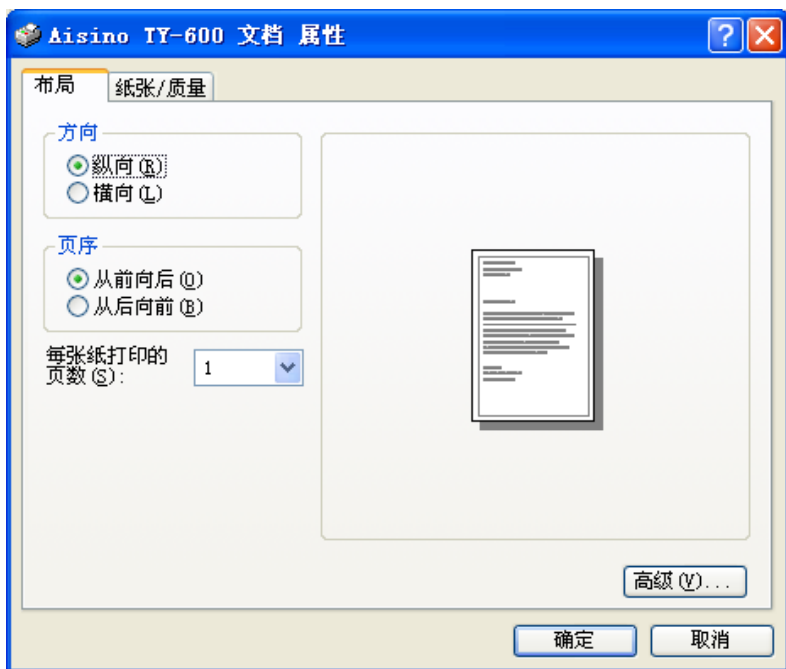 Aisino TY-600 文档 属性
布局
纸张/质量
方向
纵向(R)
横向(L)
页序
从前向后(O)
从后向前(B)
每张纸打印的
页数(S):
1
高级(V)...
确定
取消